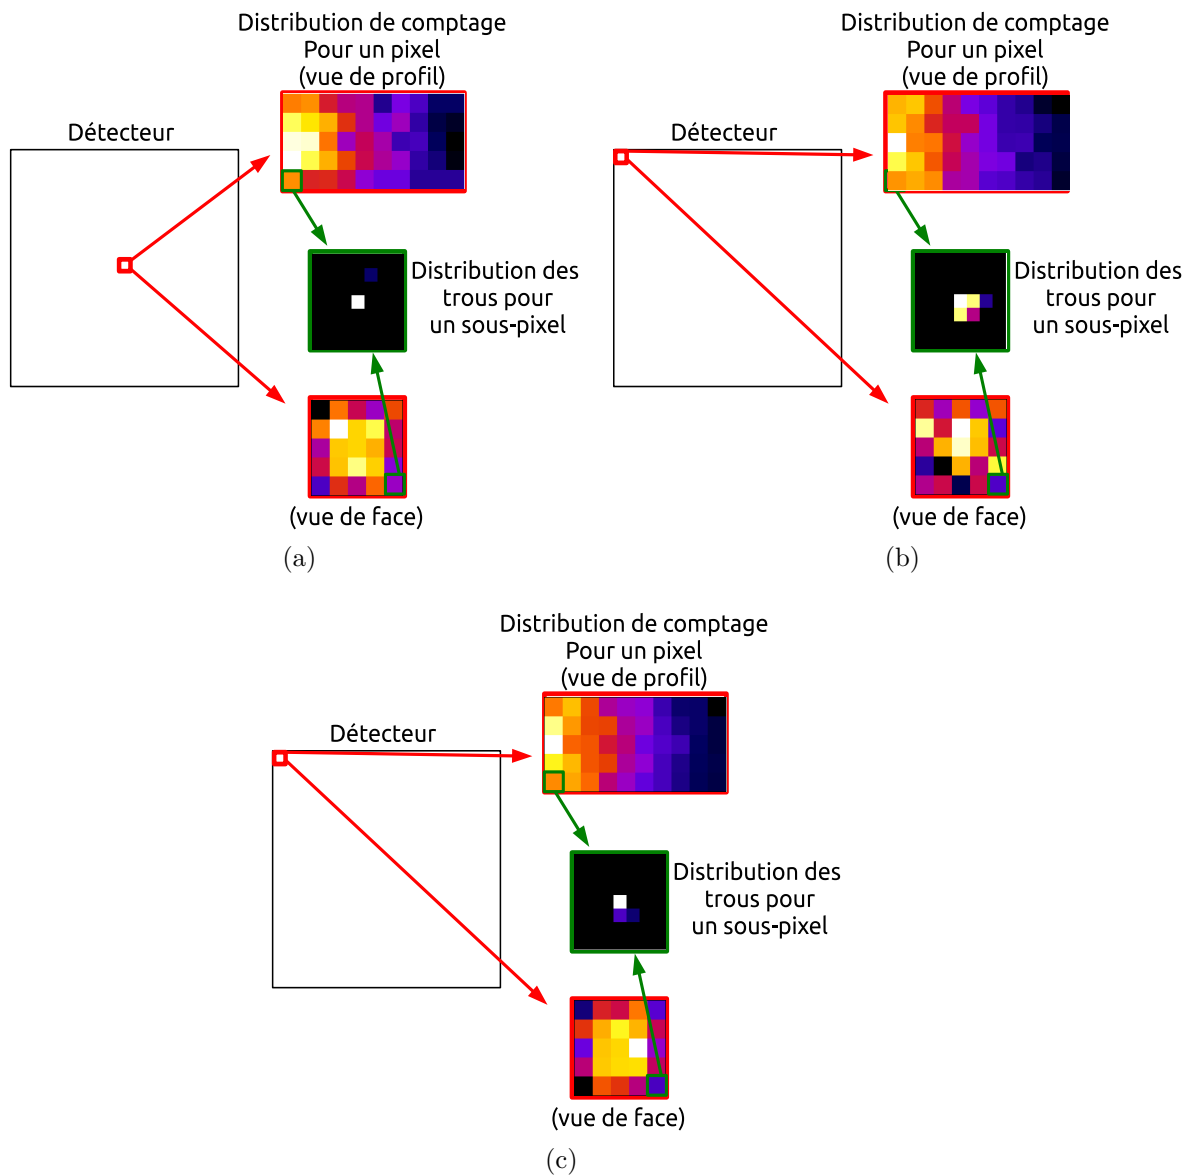 Distribution de comptage
Pour un pixel
(vue de profil)
Détecteur
Distribution des
trous pour
un sous-pixel
(vue de face)
(a)
Distribution de comptage
Pour un pixel
(vue de profil)
Détecteur
Distribution des
trous pour
un sous-pixel
(vue de face)
(b)
Distribution de comptage
Pour un pixel
(vue de profil)
Détecteur
Distribution des
trous pour
un sous-pixel
(vue de face)
(c)